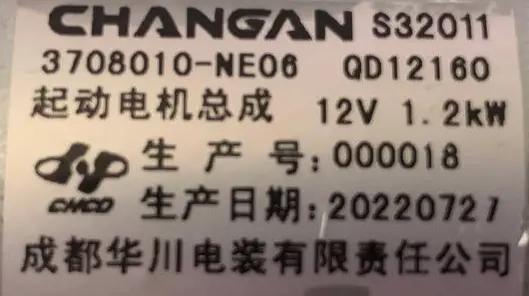 CHANGAN S32011
3708010-NE06 QD12160
起动电机总成 12V 1.2kW
生产号:000018
CHCD 生产日期:20220727
成都华川电装有限责任公司